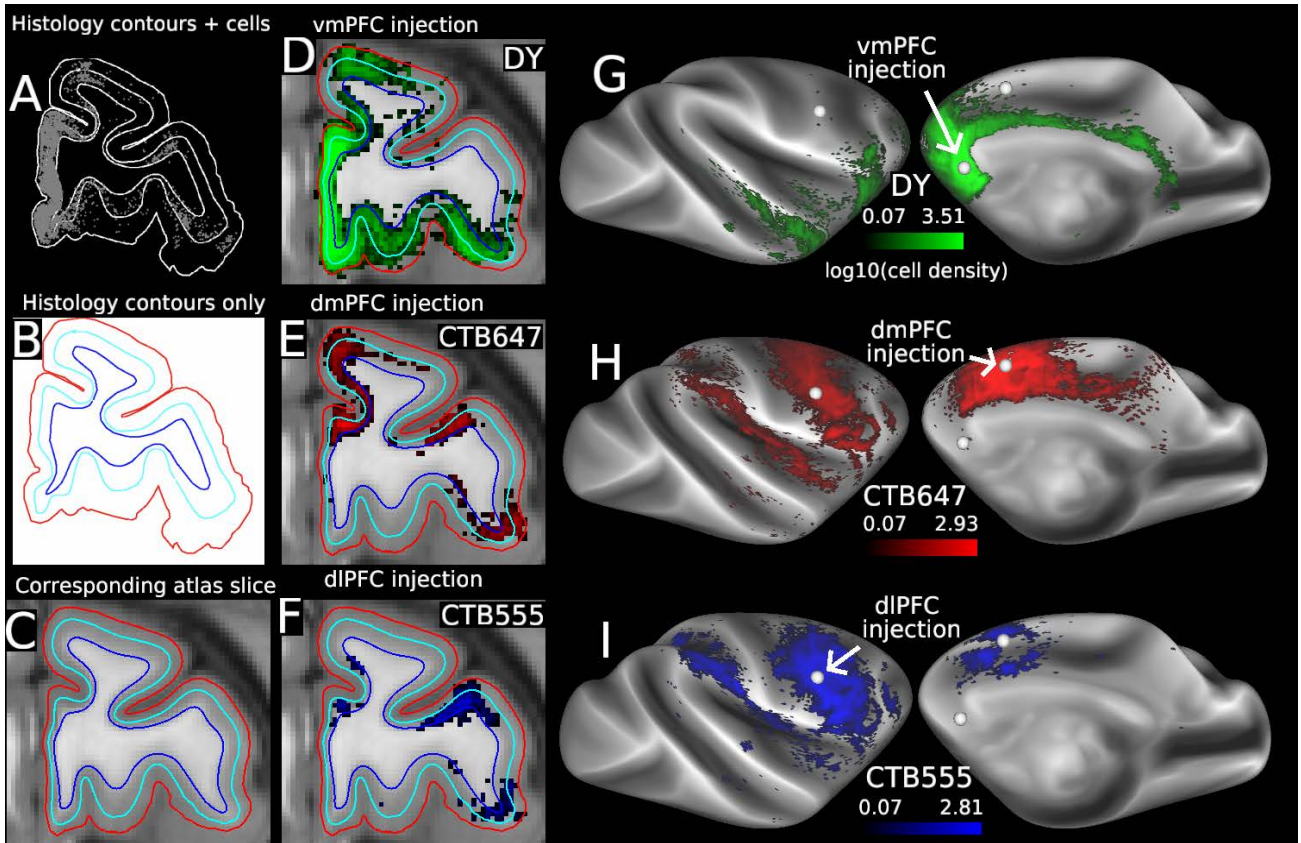 Histology contours + cells
A
vmPFC injection
D
DY
G
vmPFC
injection
DY
0.07 3.51
log10(cell density)
Histology contours only
B
dmPFC injection
E
CTB647
H
dmPFC
injection
CTB647
0.07 2.93
Corresponding atlas slice
C
dlPFC injection
F
CTB555
I
dlPFC
injection
CTB555
0.07 2.81